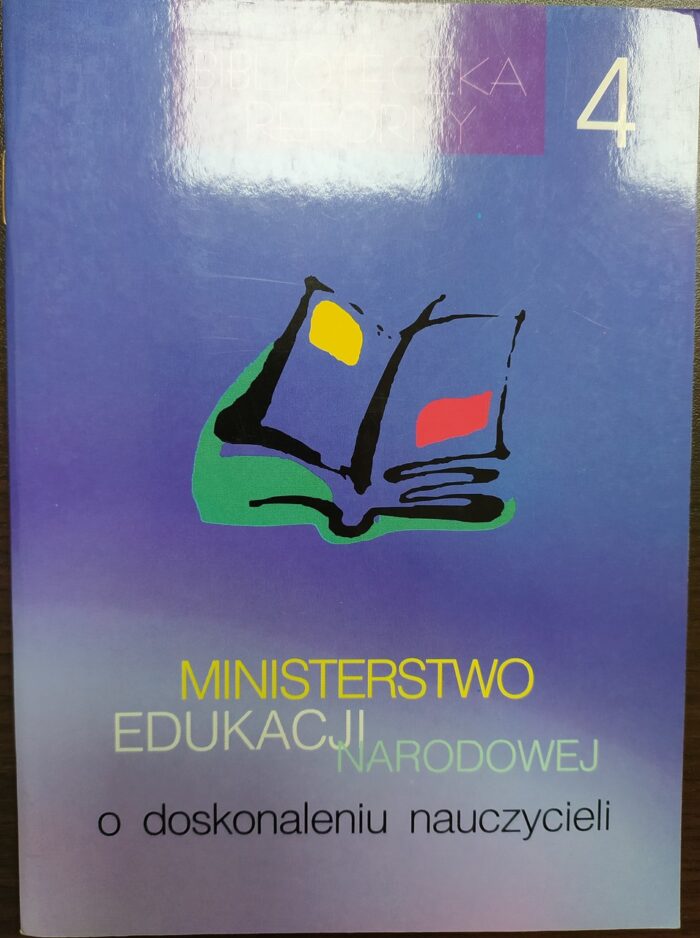 BIBLIOTECZKA
REFORMY
4
MINISTERSTWO
EDUKACJI
NARODOWEJ
o doskonaleniu nauczycieli